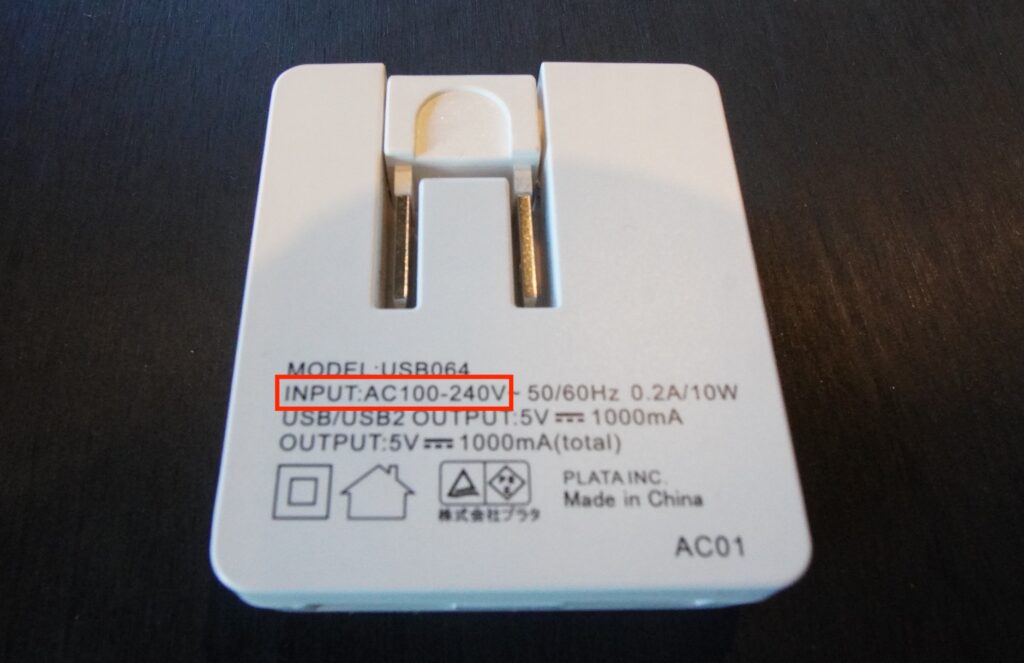 MODEL:USB064
INPUT:AC100-240V~ 50/60Hz 0.2A/10W
USB/USB2 OUTPUT:5V⎓1000mA
OUTPUT:5V⎓1000mA(total)
株式会社プラタ
PLATA INC.
Made in China
AC01